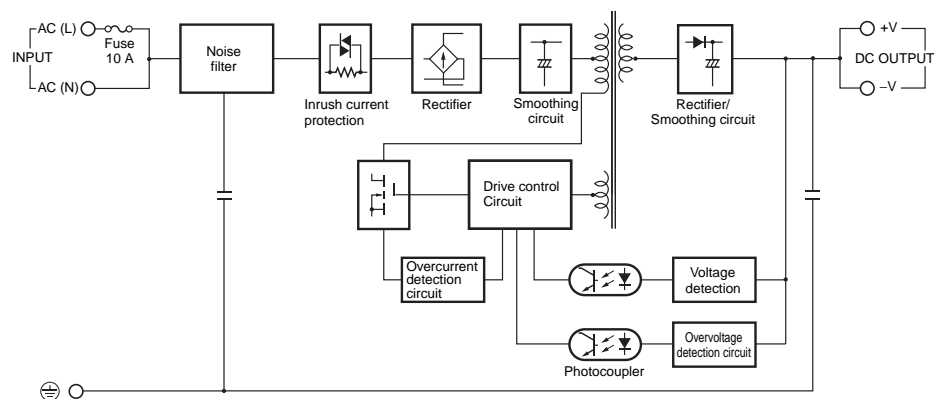 AC (L)
Fuse
10 A
INPUT
AC (N)
Noise
filter
Inrush current
protection
Rectifier
Smoothing
circuit
Rectifier/
Smoothing circuit
+V
DC OUTPUT
−V
Drive control
Circuit
Overcurrent
detection
circuit
Voltage
detection
Overvoltage
detection circuit
Photocoupler